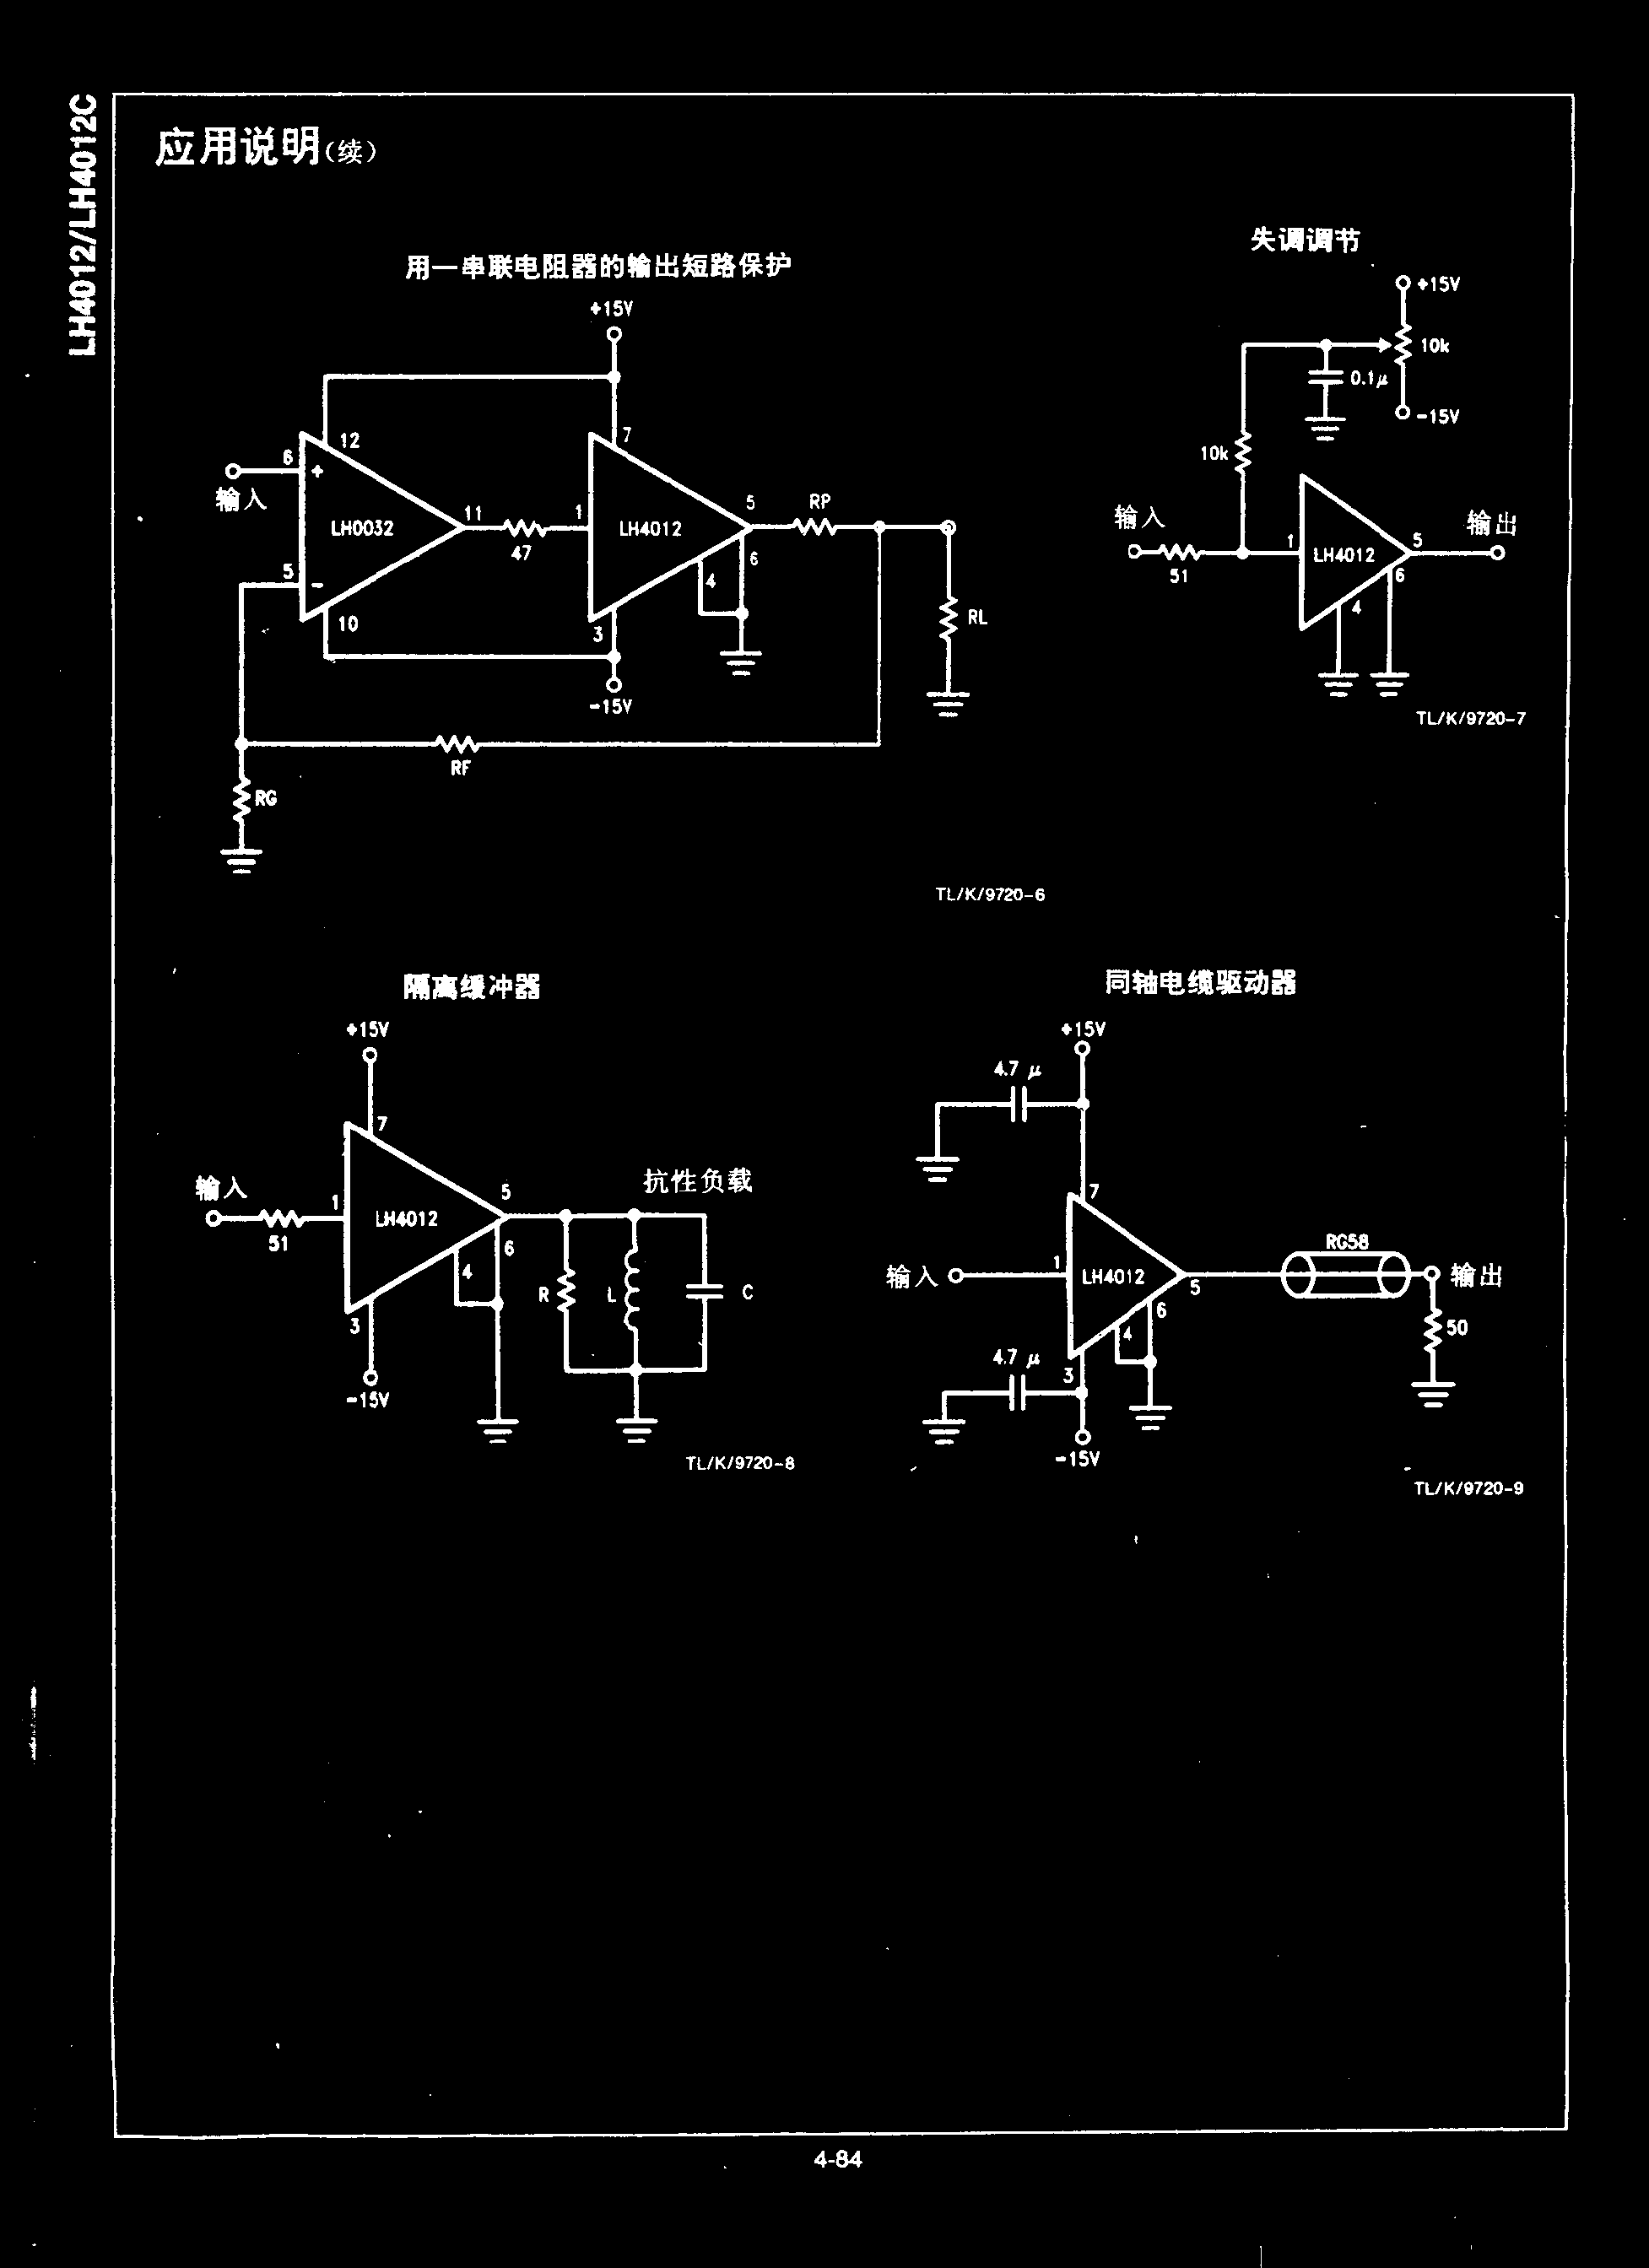 LH4012/LH4012C
应用说明(续)
用一串联电阻器的输出短路保护
+15V
12
7
6
+
输入
LH0032
11
47
1
LH4012
5
RP
6
4
5
-
10
3
-15V
RL
RF
RG
TL/K/9720-6
失调调节
+15V
10k
0.1μ
-15V
10k
输入
51
1
LH4012
5
输出
6
4
TL/K/9720-7
隔离缓冲器
+15V
7
输入
51
1
LH4012
5
抗性负载
6
4
R
L
C
3
-15V
TL/K/9720-8
同轴电缆驱动器
+15V
4.7 μ
7
输入
1
LH4012
5
RG58
输出
50
6
4
4.7 μ
3
-15V
TL/K/9720-9
4-84